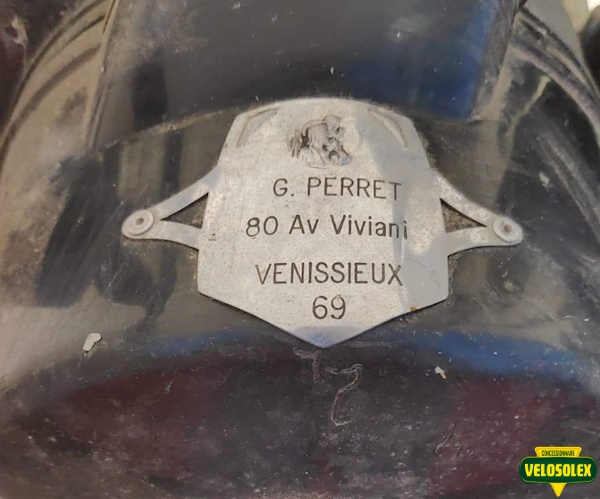 G. PERRET
80 Av Viviani
VENISSIEUX
69
CONCESSIONNAIRE
VELOSOLEX